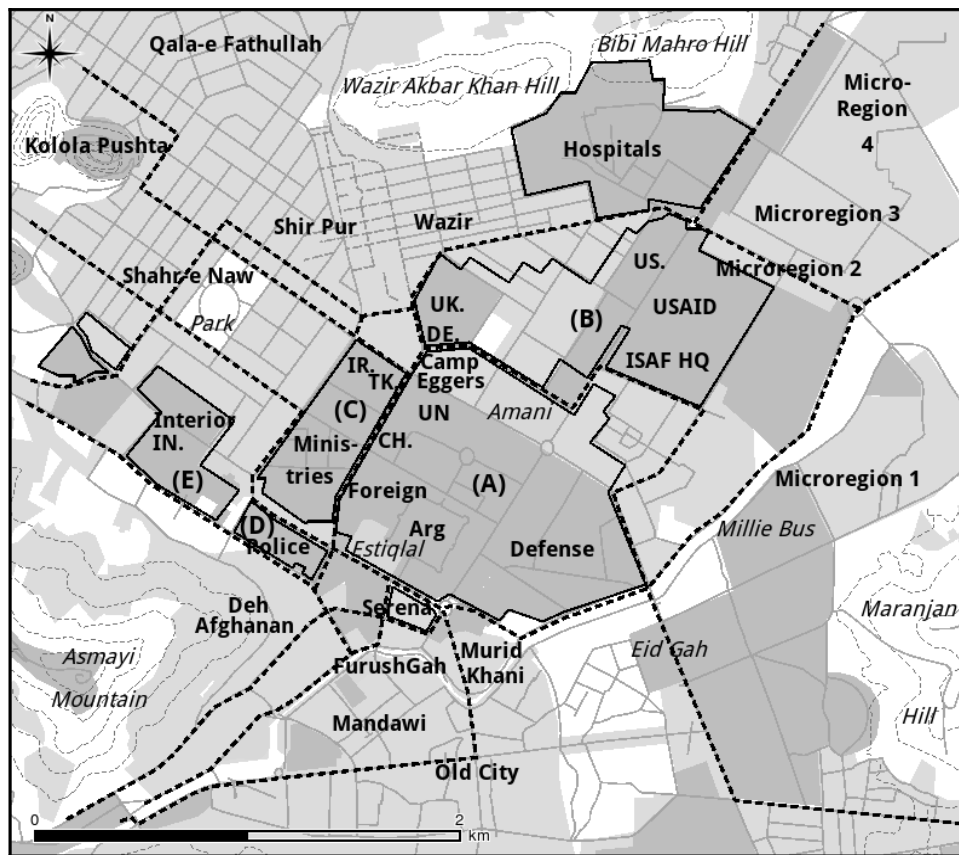 N
Qala-e Fathullah
Bibi Mahro Hill
Wazir Akbar Khan Hill
Micro-
Region
4
Kolola Pushta
Hospitals
Shir Pur
Wazir
Microregion 3
Shahr-e Naw
US.
Microregion 2
Park
UK.
USAID
(B)
DE.
IR.
Camp
Eggers
ISAF HQ
TK.
(C)
UN
Amani
Interior
IN.
CH.
Minis-
tries
(E)
Foreign
(A)
Microregion 1
(D)
Police
Arg
Estiqlal
Defense
Millie Bus
Deh
Afghanan
Serena
Maranjan
Hill
Asmayi
Mountain
FurushGah
Murid
Khani
Eid Gah
Mandawi
Old City
0
2
km